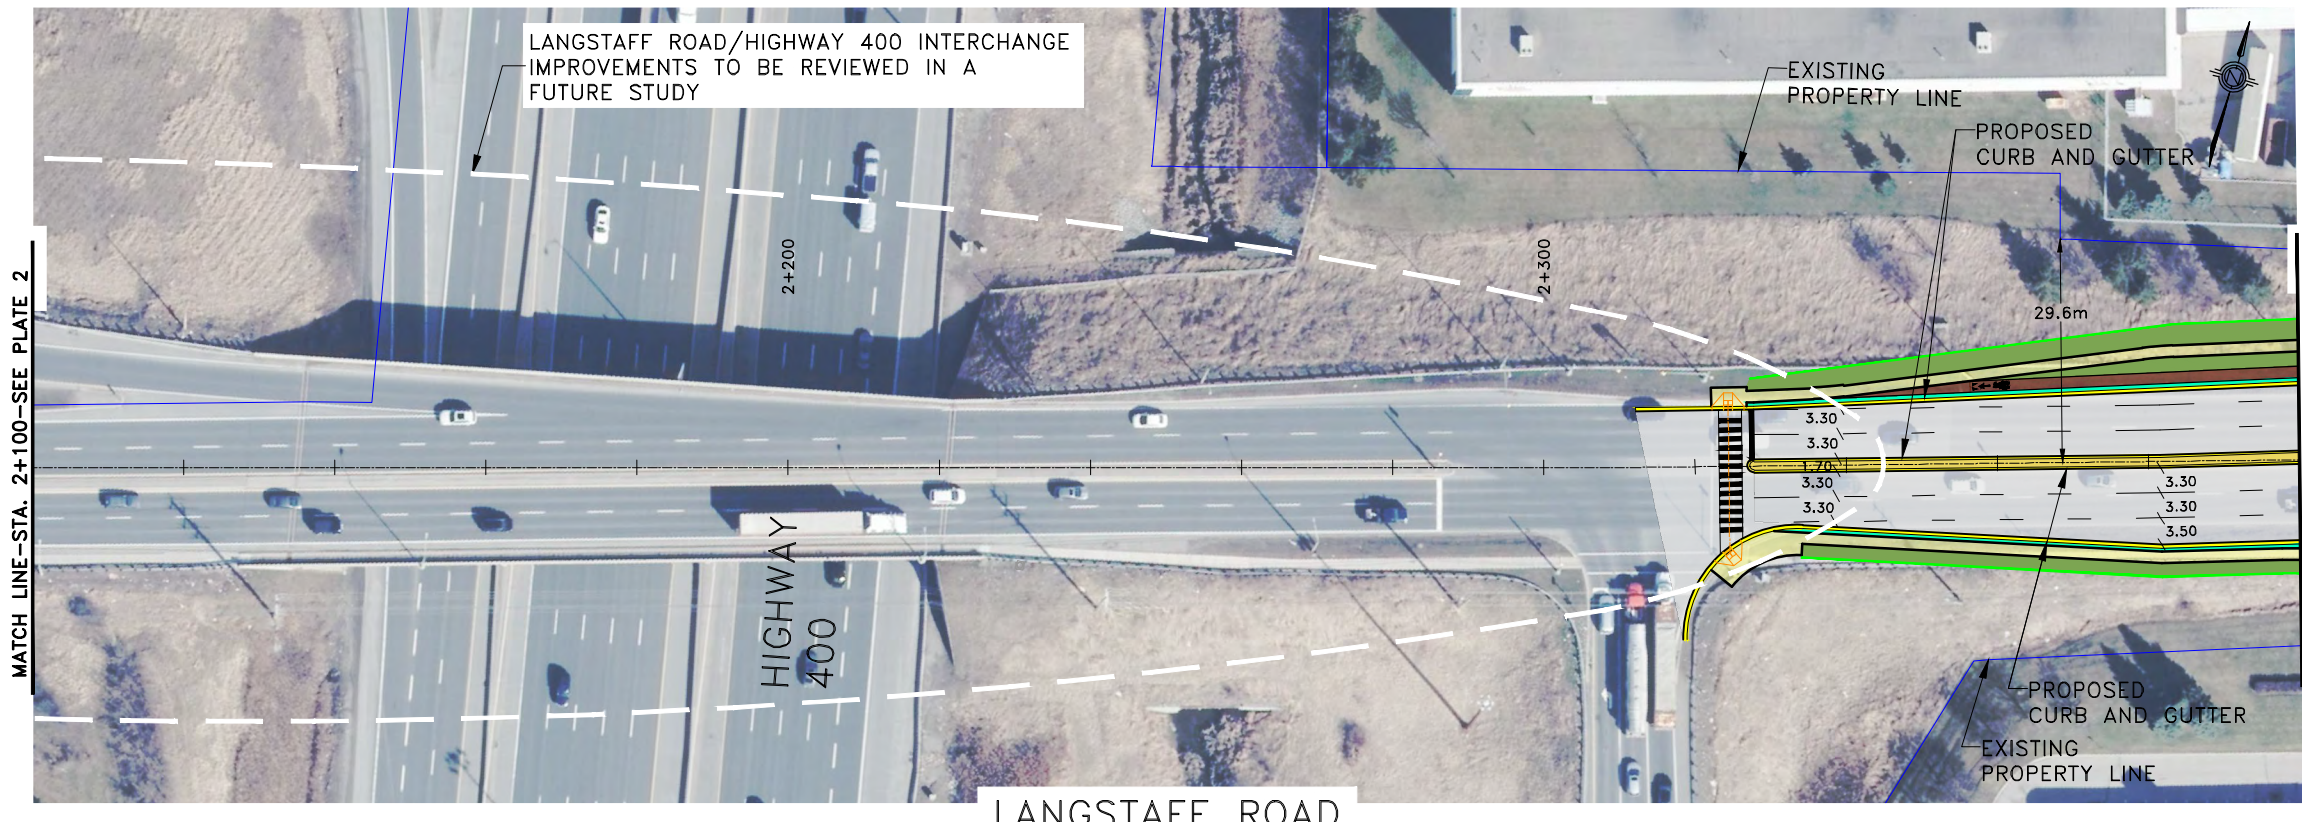 LANGSTAFF ROAD/HIGHWAY 400 INTERCHANGE
IMPROVEMENTS TO BE REVIEWED IN A
FUTURE STUDY
EXISTING
PROPERTY LINE
PROPOSED
CURB AND GUTTER
N
MATCH LINE-STA. 2+100-SEE PLATE 2
2+200
2+300
29.6m
3.30
3.30
1.70
3.30
3.30
3.30
3.30
3.50
HIGHWAY
400
PROPOSED
CURB AND GUTTER
EXISTING
PROPERTY LINE
LANGSTAFF ROAD